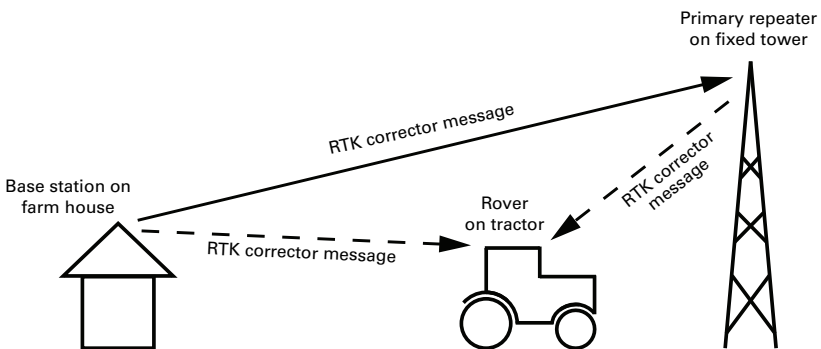 Primary repeater
on fixed tower
RTK corrector message
RTK corrector
message
Base station on
farm house
Rover
on tractor
RTK corrector message